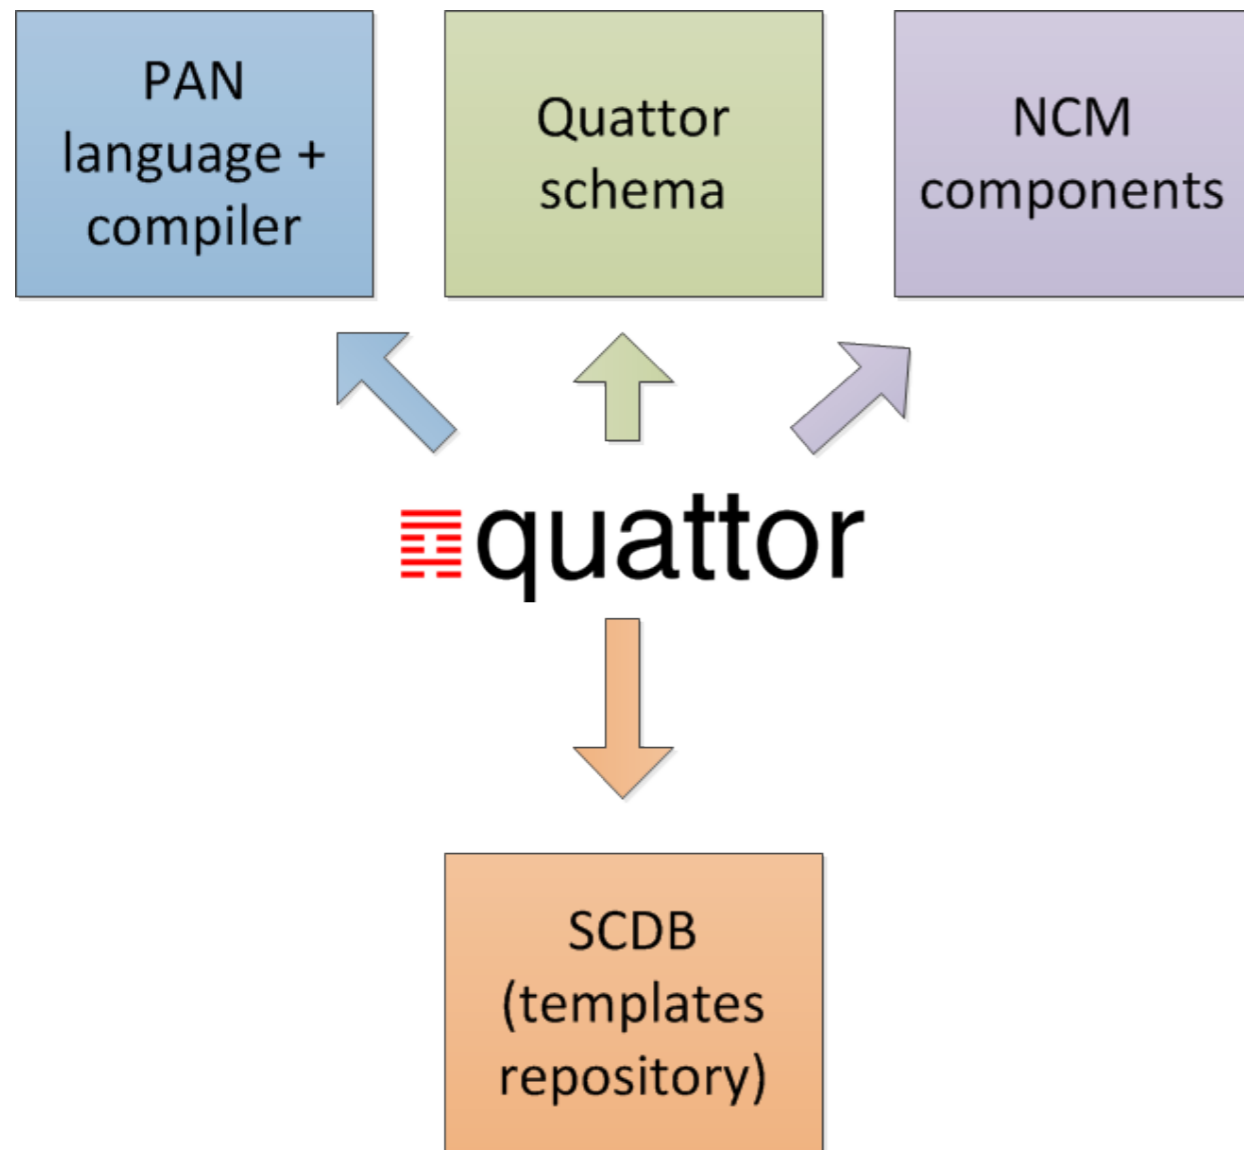 PAN
language +
compiler
Quattor
schema
NCM
components
quattor
SCDB
(templates
repository)